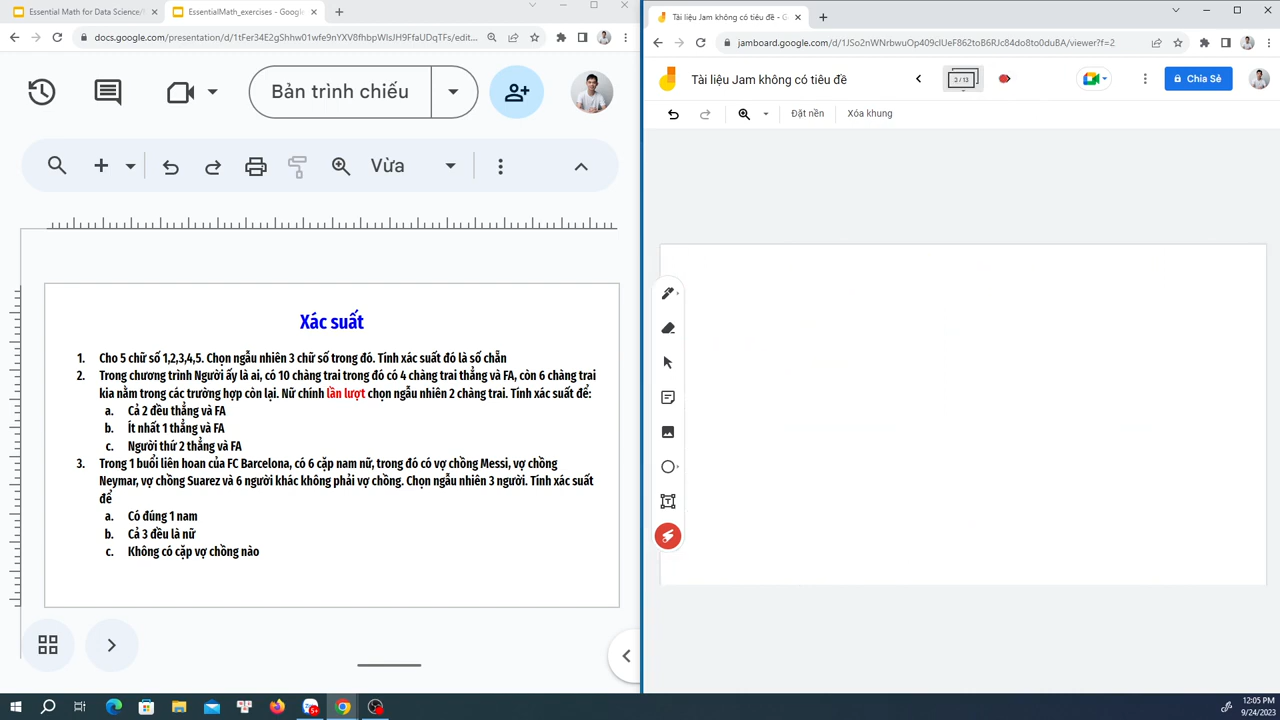 Essential Math for Data Science/
EssentialMath_exercises - Google
docs.google.com/presentation/d/1tFer34E2gShhw01wfe9nYXV8fhbpWIsJH9FfaUDqTFs/edit...
Bản trình chiếu
Vừa
Xác suất
1. Cho 5 chữ số 1,2,3,4,5. Chọn ngẫu nhiên 3 chữ số trong đó. Tính xác suất đó là số chẵn
2. Trong chương trình Người ấy là ai, có 10 chàng trai trong đó có 4 chàng trai thẳng và FA, còn 6 chàng trai
kia nằm trong các trường hợp còn lại. Nữ chính lần lượt chọn ngẫu nhiên 2 chàng trai. Tính xác suất để:
a. Cả 2 đều thẳng và FA
b. Ít nhất 1 thẳng và FA
c. Người thứ 2 thẳng và FA
3. Trong 1 buổi liên hoan của FC Barcelona, có 6 cặp nam nữ, trong đó có vợ chồng Messi, vợ chồng
Neymar, vợ chồng Suarez và 6 người khác không phải vợ chồng. Chọn ngẫu nhiên 3 người. Tính xác suất
để
a. Có đúng 1 nam
b. Cả 3 đều là nữ
c. Không có cặp vợ chồng nào
Tài liệu Jam không có tiêu đề - G
jamboard.google.com/d/1JSo2nWNrbwuOp409cIUeF862toB6RJc84do8to0duBA/viewer?f=2
Tài liệu Jam không có tiêu đề
3 / 13
Chia Sẻ
Đặt nền
Xóa khung
5+
12:05 PM
9/24/2023